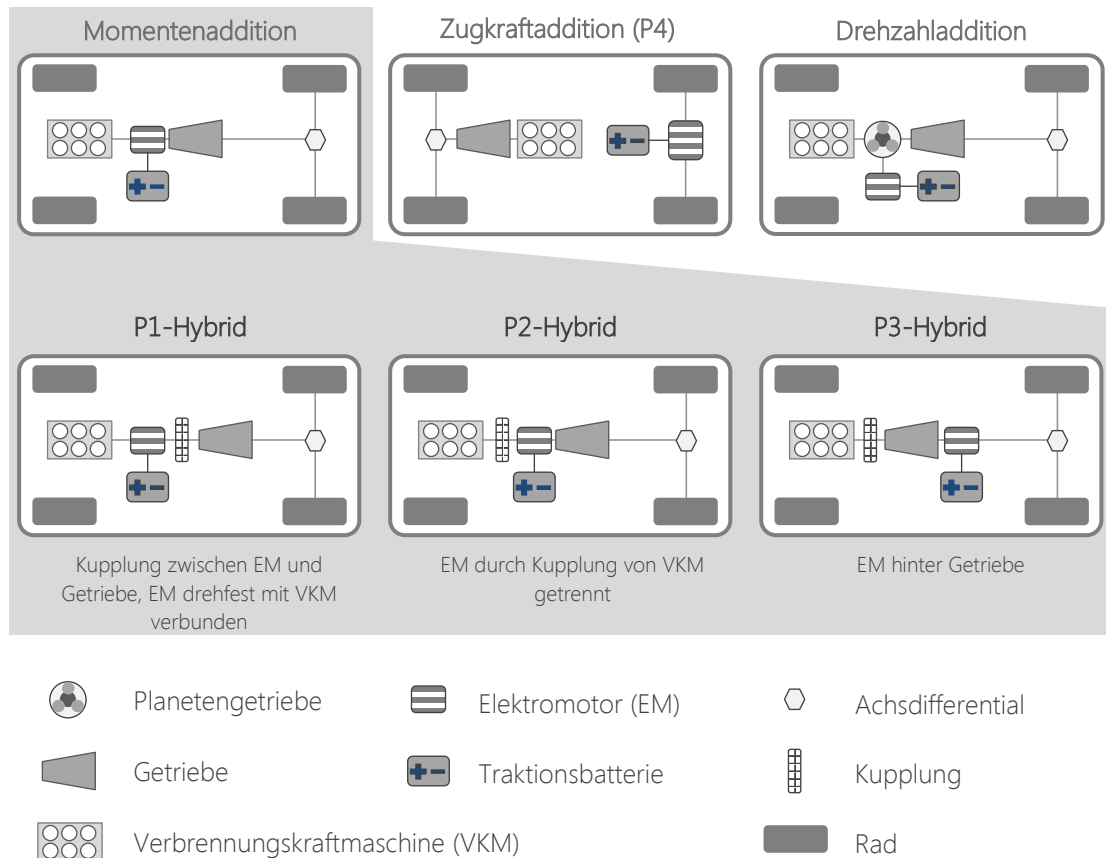 Momentenaddition
Zugkraftaddition (P4)
Drehzahladdition
P1-Hybrid
P2-Hybrid
P3-Hybrid
Kupplung zwischen EM und
Getriebe, EM drehfest mit VKM
verbunden
EM durch Kupplung von VKM
getrennt
EM hinter Getriebe
Planetengetriebe
Elektromotor (EM)
Achsdifferential
Getriebe
Traktionsbatterie
Kupplung
Verbrennungskraftmaschine (VKM)
Rad